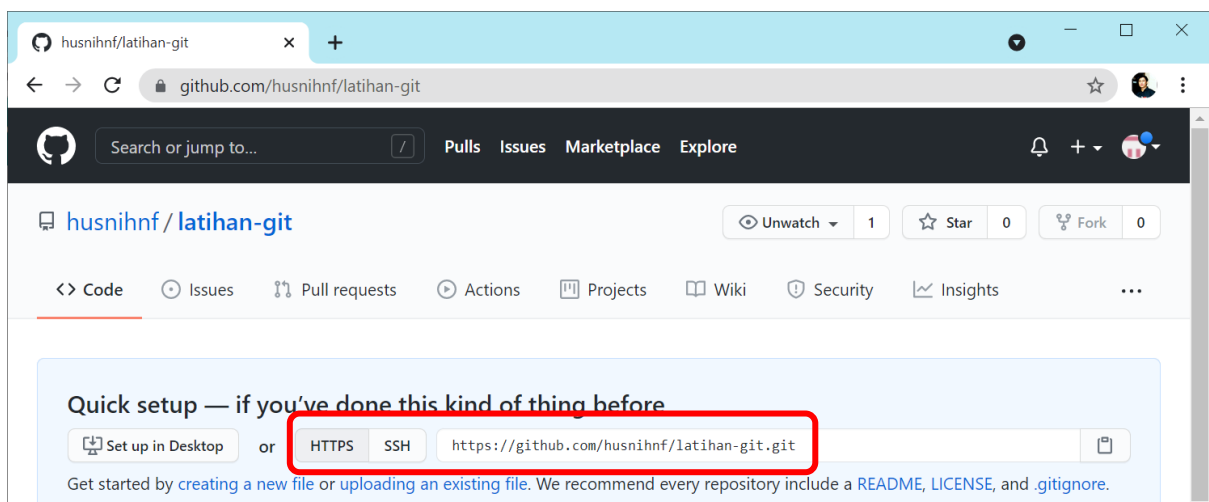 husnihnf/latihan-git
github.com/husnihnf/latihan-git
Search or jump to... / Pulls Issues Marketplace Explore
husnihnf / latihan-git Unwatch 1 Star 0 Fork 0
Code Issues Pull requests Actions Projects Wiki Security Insights
Quick setup — if you've done this kind of thing before
Set up in Desktop or HTTPS SSH https://github.com/husnihnf/latihan-git.git
Get started by creating a new file or uploading an existing file. We recommend every repository include a README, LICENSE, and .gitignore.